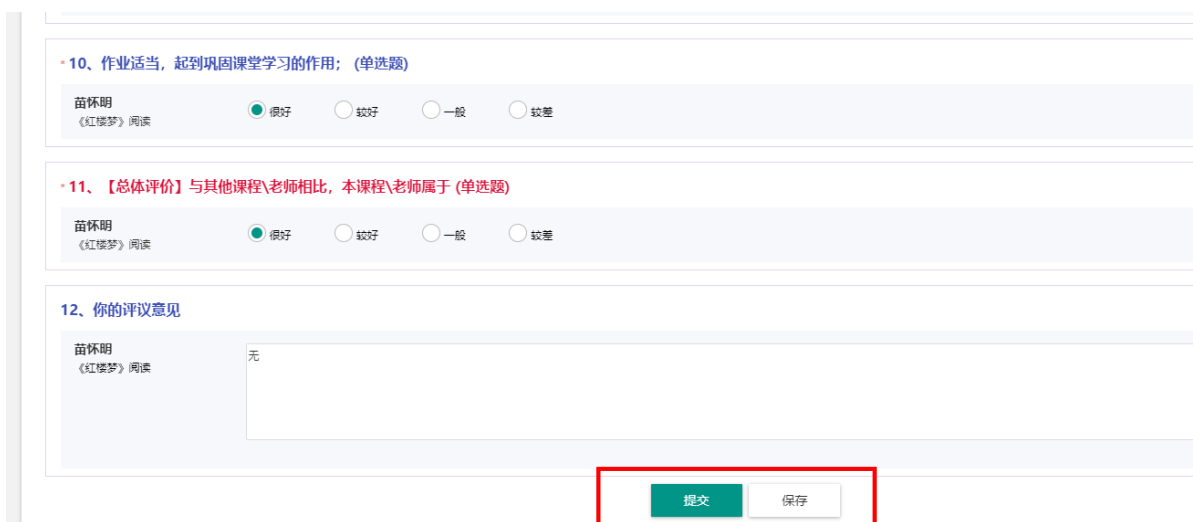 * 10、作业适当，起到巩固课堂学习的作用； (单选题)
苗怀明
《红楼梦》阅读
很好 较好 一般 较差
* 11、【总体评价】与其他课程\老师相比，本课程\老师属于 (单选题)
苗怀明
《红楼梦》阅读
很好 较好 一般 较差
12、你的评议意见
苗怀明
《红楼梦》阅读
无
提交 保存